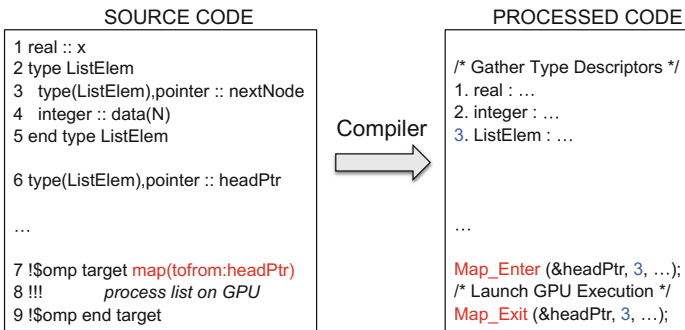 SOURCE CODE
1 real :: x
2 type ListElem
3 type(ListElem),pointer :: nextNode
4 integer :: data(N)
5 end type ListElem
6 type(ListElem),pointer :: headPtr
…
7 !$omp target map(tofrom:headPtr)
8 !!! process list on GPU
9 !$omp end target
Compiler
PROCESSED CODE
/* Gather Type Descriptors */
1. real : …
2. integer : …
3. ListElem : …
…
Map_Enter (&headPtr, 3, …);
/* Launch GPU Execution */
Map_Exit (&headPtr, 3, …);